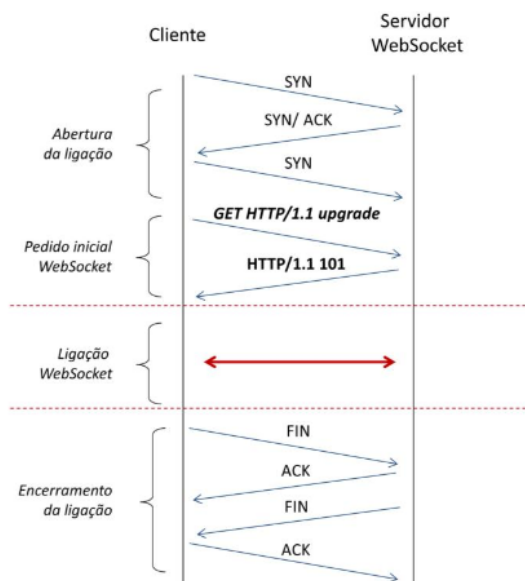 Cliente
Servidor
WebSocket
SYN
Abertura
da ligação
SYN/ ACK
SYN
GET HTTP/1.1 upgrade
Pedido inicial
WebSocket
HTTP/1.1 101
Ligação
WebSocket
FIN
ACK
Encerramento
da ligação
FIN
ACK